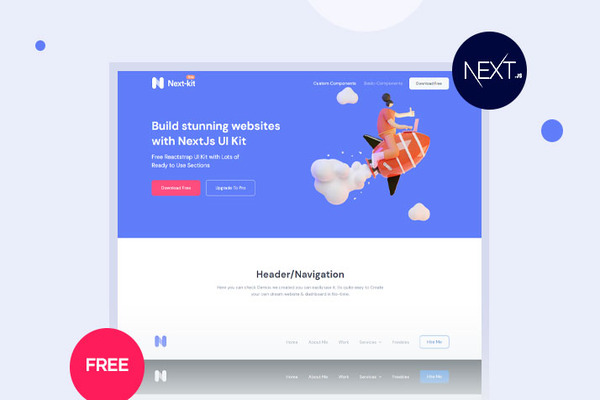 NEXT.JS
Next-kit
Custom Components
Basic Components
Download Free
Build stunning websites
with NextJs UI Kit
Free Reactstrap UI Kit with Lots of
Ready to Use Sections
Download Free
Upgrade To Pro
Header/Navigation
Here you can check Demos we created you can easily use it. Its quite easy to Create
your own dream website & dashboard in No-time.
Home
About Me
Work
Services
Freebies
Hire Me
FREE
Home
About Me
Work
Services
Freebies
Hire Me